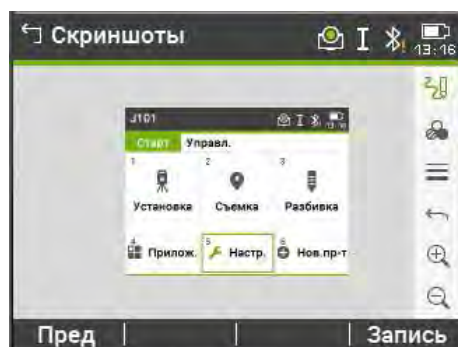 Скриншоты
I
13:16
J101
I
Старт Управл.
1 2 3
Установка Съемка Разбивка
4 5 6
Прилож. Настр. Нов.пр-т
Пред Запись